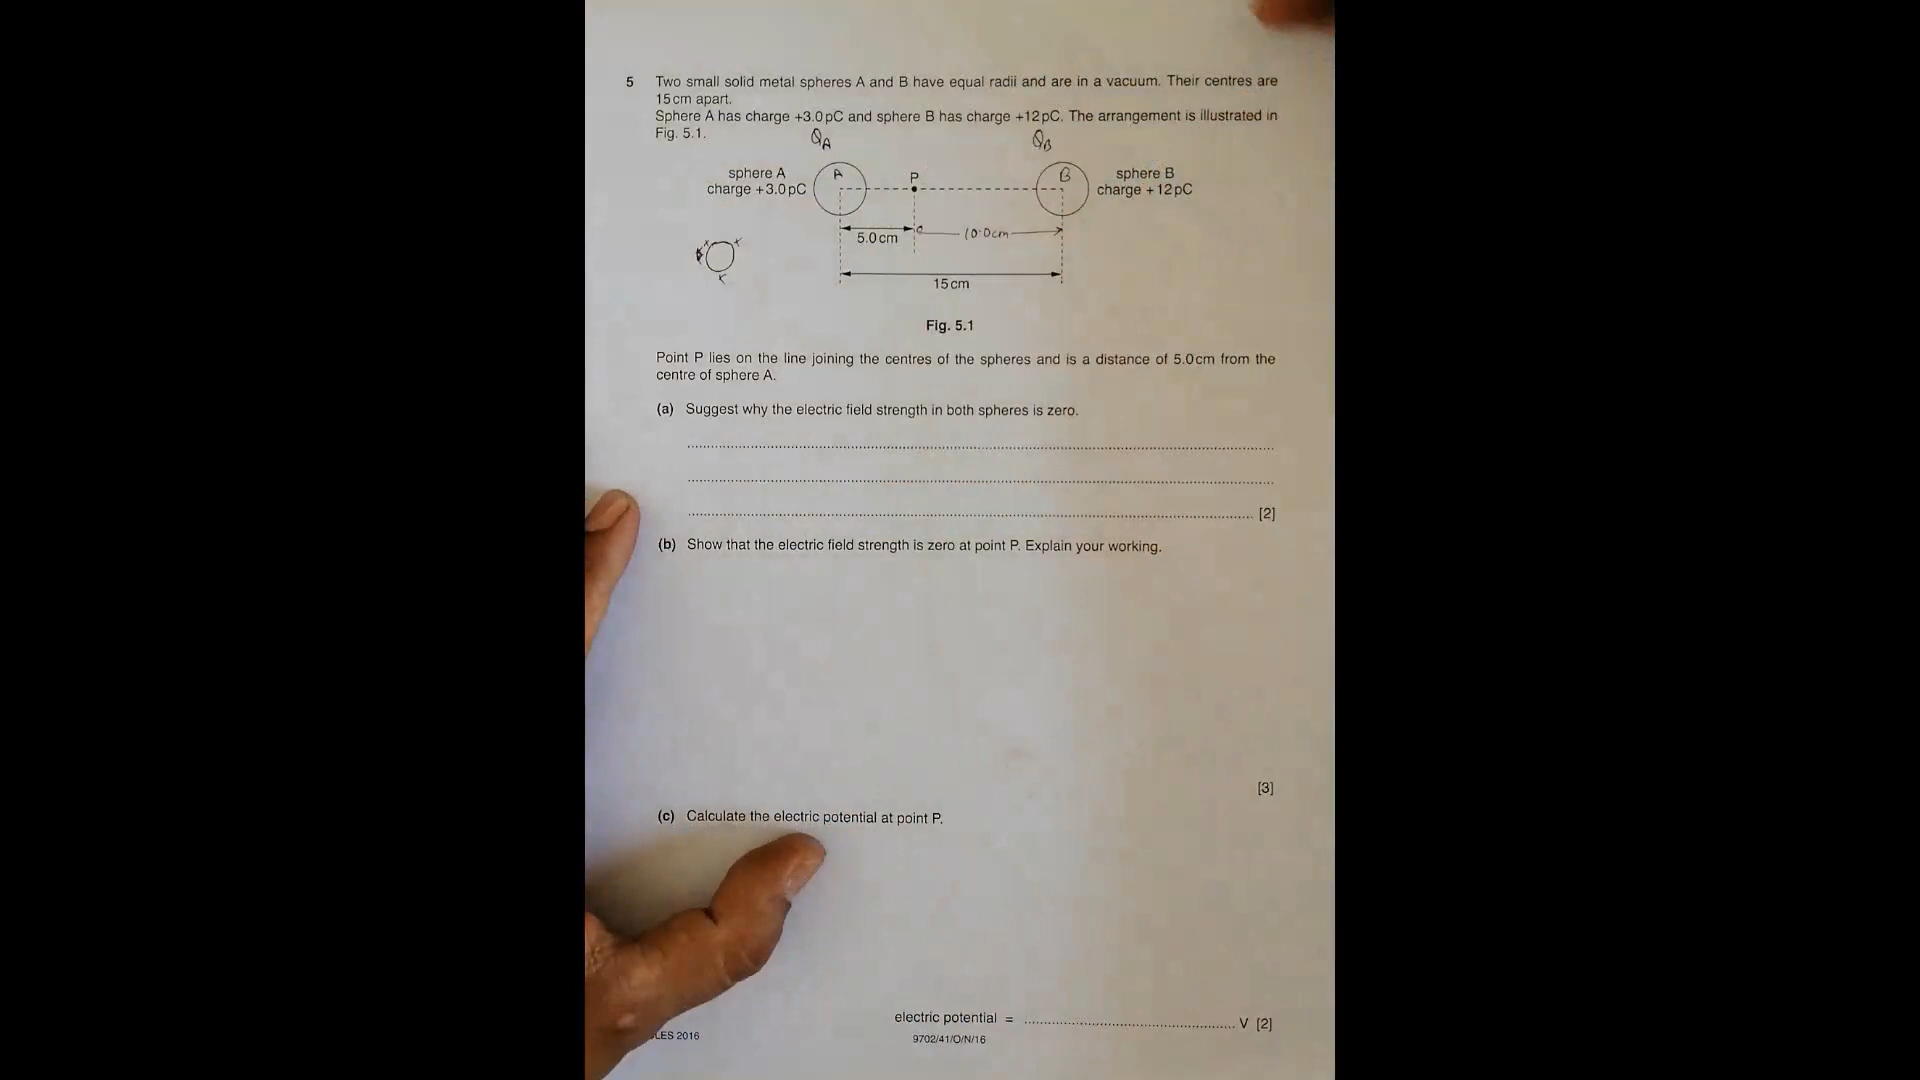 5 Two small solid metal spheres A and B have equal radii and are in a vacuum. Their centres are
15 cm apart.
Sphere A has charge +3.0 pC and sphere B has charge +12 pC. The arrangement is illustrated in
Fig. 5.1.
QA QB
sphere A
charge +3.0 pC
A
P
B
sphere B
charge +12 pC
5.0 cm
10.0cm
15 cm
Fig. 5.1
Point P lies on the line joining the centres of the spheres and is a distance of 5.0 cm from the
centre of sphere A.
(a) Suggest why the electric field strength in both spheres is zero.
[2]
(b) Show that the electric field strength is zero at point P. Explain your working.
[3]
(c) Calculate the electric potential at point P.
electric potential = .......................................................... V [2]
LES 2016
9702/41/O/N/16